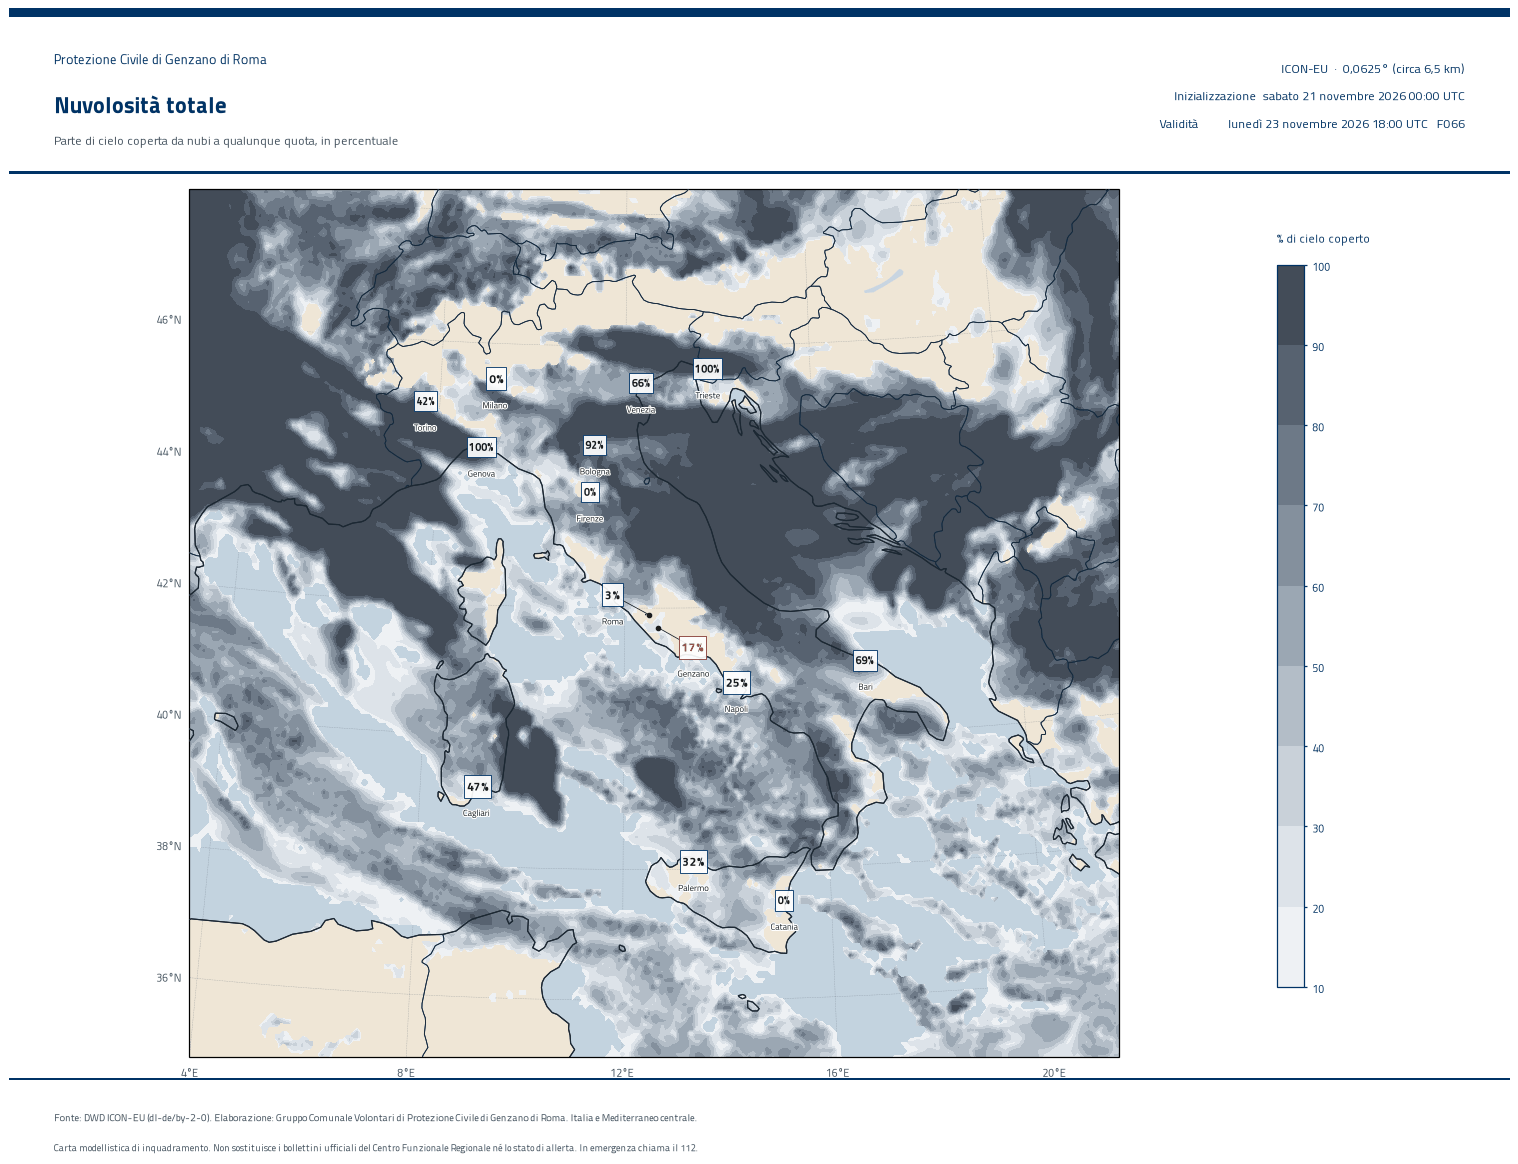 Protezione Civile di Genzano di Roma
Nuvolosità totale
Parte di cielo coperta da nubi a qualunque quota, in percentuale
ICON-EU · 0,0625° (circa 6,5 km)
Inizializzazione sabato 21 novembre 2026 00:00 UTC
Validità lunedì 23 novembre 2026 18:00 UTC F066
% di cielo coperto
100
90
80
70
60
50
40
30
20
10
46°N
44°N
42°N
40°N
38°N
36°N
4°E
8°E
12°E
16°E
20°E
100%
Trieste
0%
Milano
66%
Venezia
42%
Torino
100%
Genova
92%
Bologna
0%
Firenze
3%
Roma
17%
Genzano
69%
Bari
25%
Napoli
47%
Cagliari
32%
Palermo
0%
Catania
Fonte: DWD ICON-EU (dl-de/by-2-0). Elaborazione: Gruppo Comunale Volontari di Protezione Civile di Genzano di Roma. Italia e Mediterraneo centrale.
Carta modellistica di inquadramento. Non sostituisce i bollettini ufficiali del Centro Funzionale Regionale né lo stato di allerta. In emergenza chiama il 112.